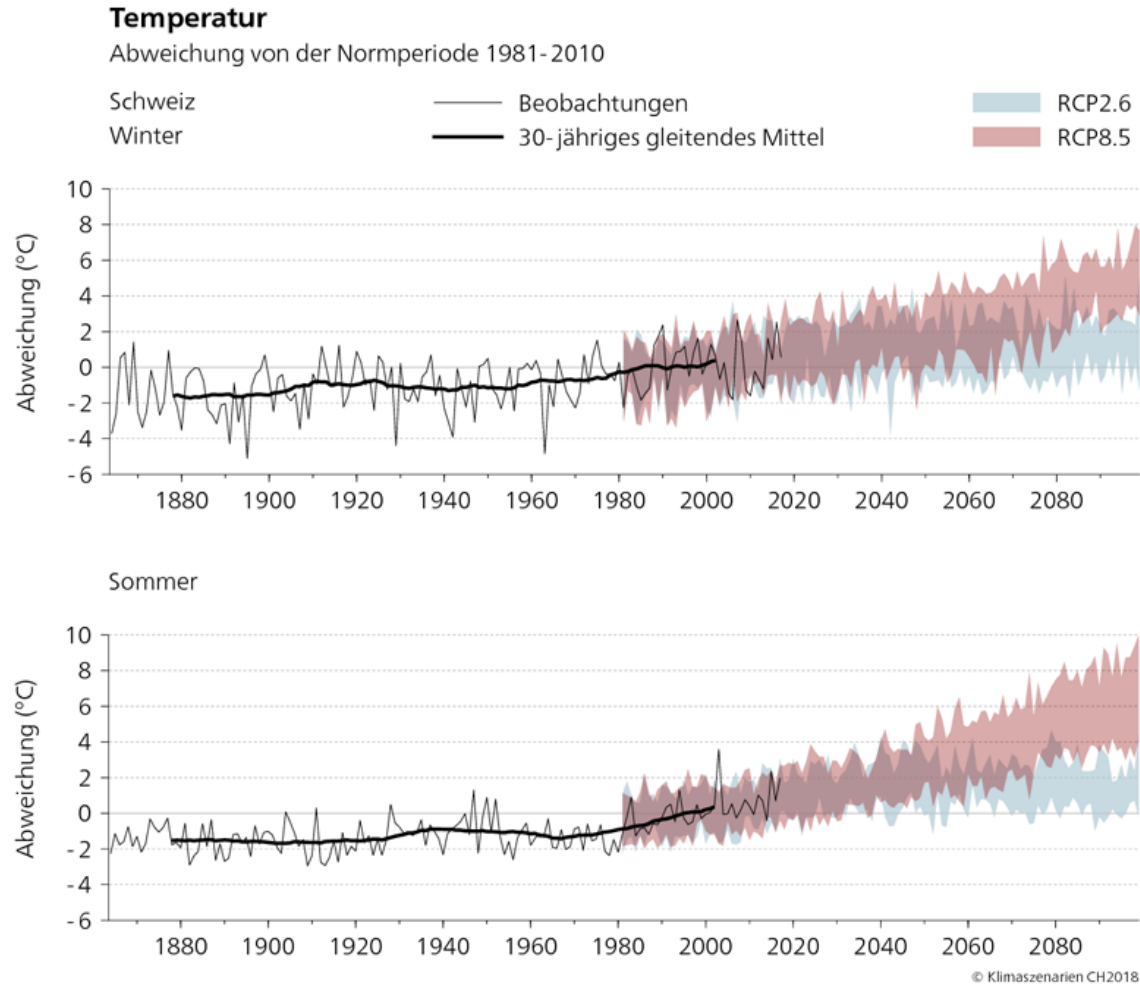 Temperatur
Abweichung von der Normperiode 1981-2010
Schweiz
Winter
Beobachtungen
30-jähriges gleitendes Mittel
RCP2.6
RCP8.5
Abweichung (°C)
10
8
6
4
2
0
-2
-4
-6
1880 1900 1920 1940 1960 1980 2000 2020 2040 2060 2080
Sommer
Abweichung (°C)
10
8
6
4
2
0
-2
-4
-6
1880 1900 1920 1940 1960 1980 2000 2020 2040 2060 2080
© Klimaszenarien CH2018